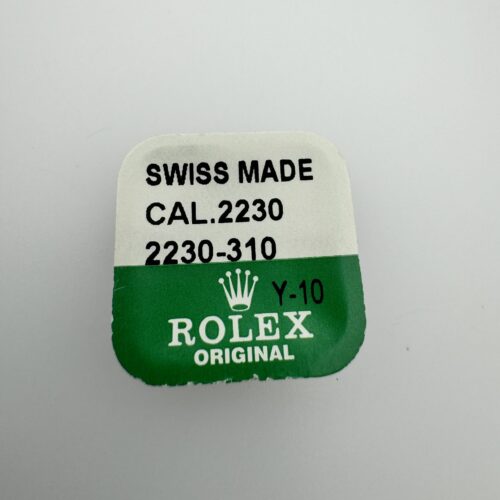 SWISS MADE
CAL.2230
2230-310
Y-10
ROLEX
ORIGINAL